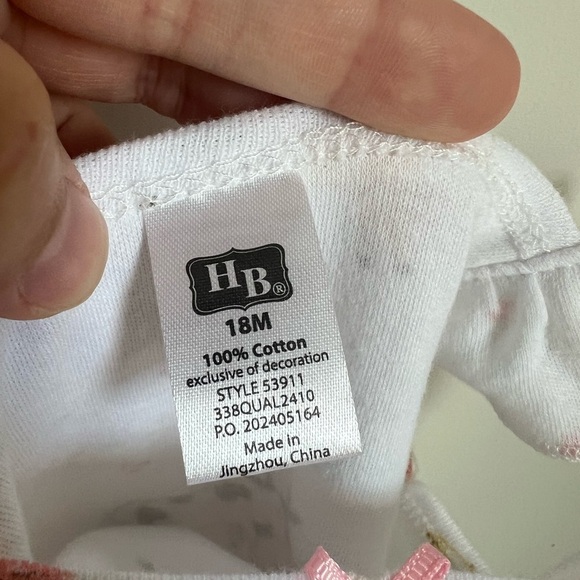 HB®
18M
100% Cotton
exclusive of decoration
STYLE 53911
338QUAL2410
P.O. 202405164
Made in
Jingzhou, China